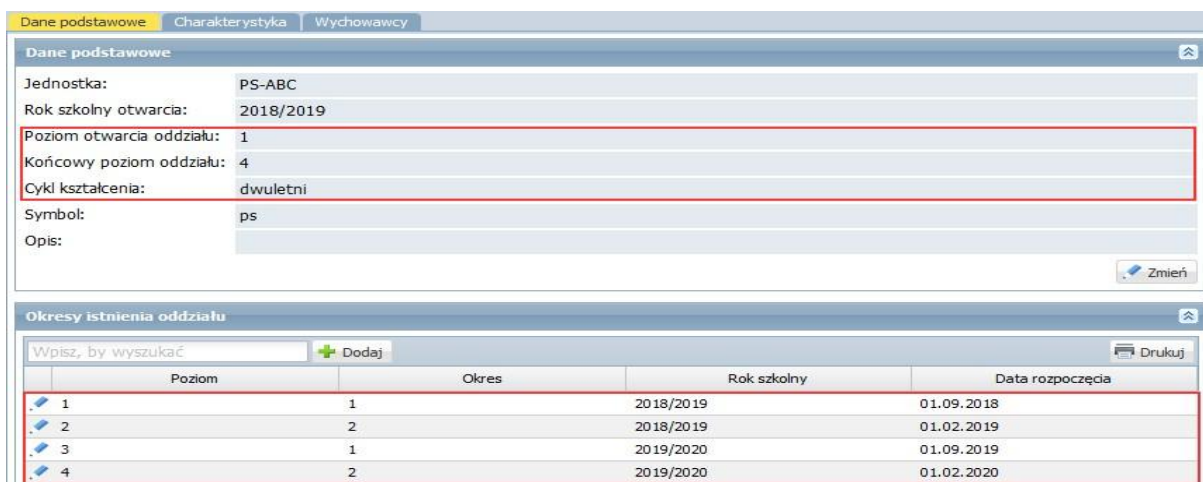 Dane podstawowe Charakterystyka Wychowawcy
Dane podstawowe
Jednostka: PS-ABC
Rok szkolny otwarcia: 2018/2019
Poziom otwarcia oddziału: 1
Końcowy poziom oddziału: 4
Cykl kształcenia: dwuletni
Symbol: ps
Opis:
Zmień
Okresy istnienia oddziału
Wpisz, by wyszukać Dodaj Drukuj
Poziom Okres Rok szkolny Data rozpoczęcia
1 1 2018/2019 01.09.2018
2 2 2018/2019 01.02.2019
3 1 2019/2020 01.09.2019
4 2 2019/2020 01.02.2020